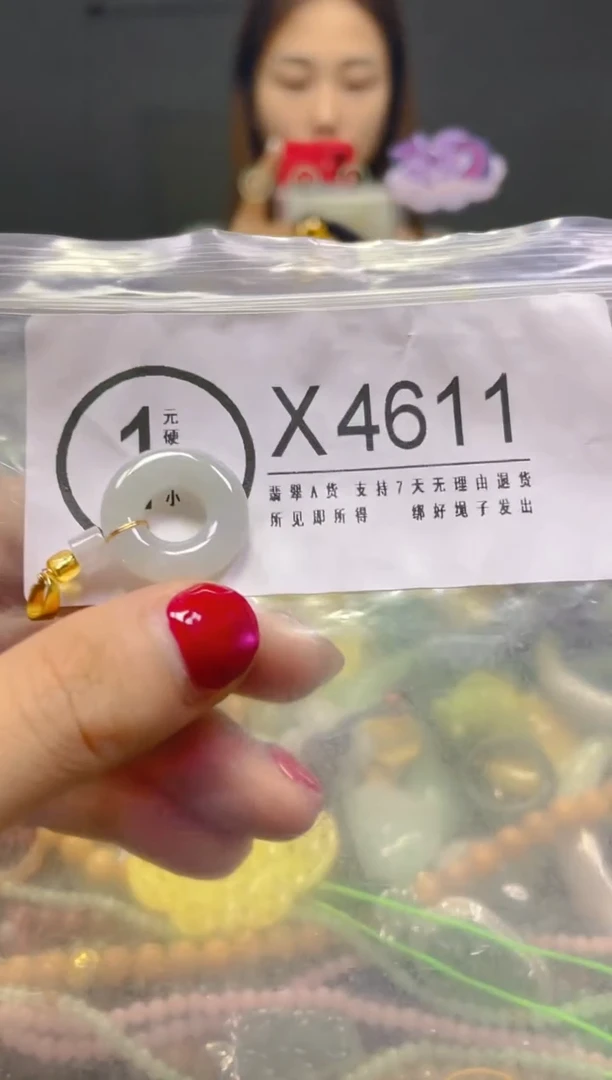 1
元
硬
小
X4611
翡翠A货 支持7天无理由退货
所见即所得 绑好绳子发出